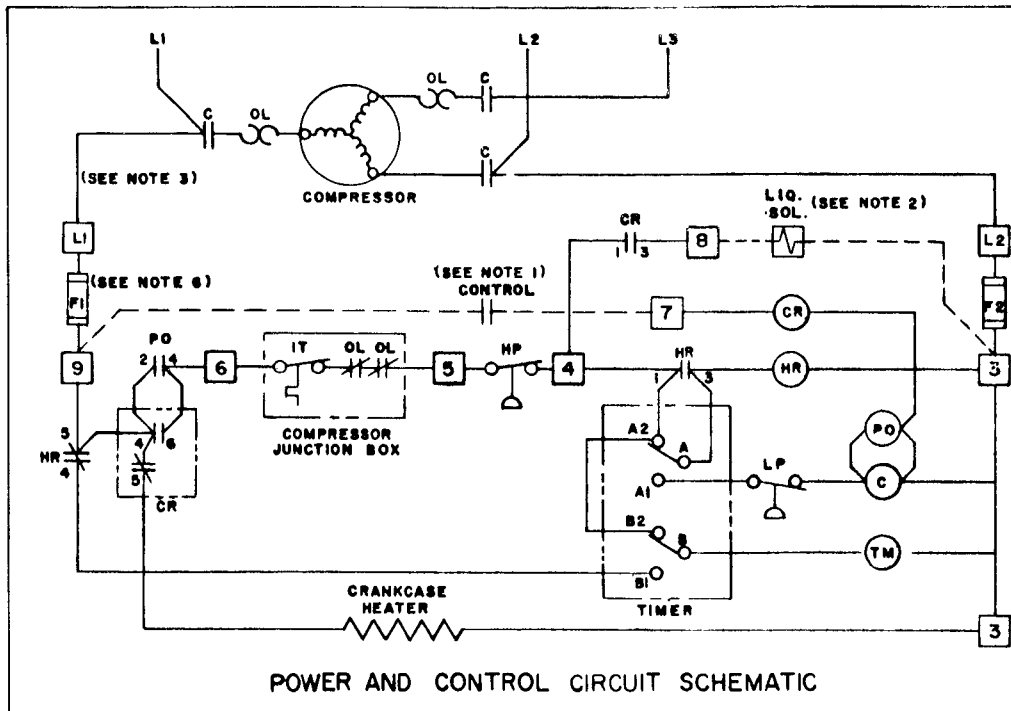 L1
L2
L3
OL
C
C
OL
C
(SEE NOTE 3)
COMPRESSOR
LIQ.
SOL.
(SEE NOTE 2)
CR
L1
1 3
8
L2
(SEE NOTE 6)
(SEE NOTE 1)
CONTROL
F1
7
CR
F2
PO
IT
OL OL
HP
HR
9
2 4
6
5
4
1 3
HR
3
COMPRESSOR
JUNCTION BOX
5
HR
4
4 6
5
CR
A2
A
PO
LP
A1
C
B2
B
TM
B1
CRANKCASE
HEATER
TIMER
3
POWER AND CONTROL CIRCUIT SCHEMATIC